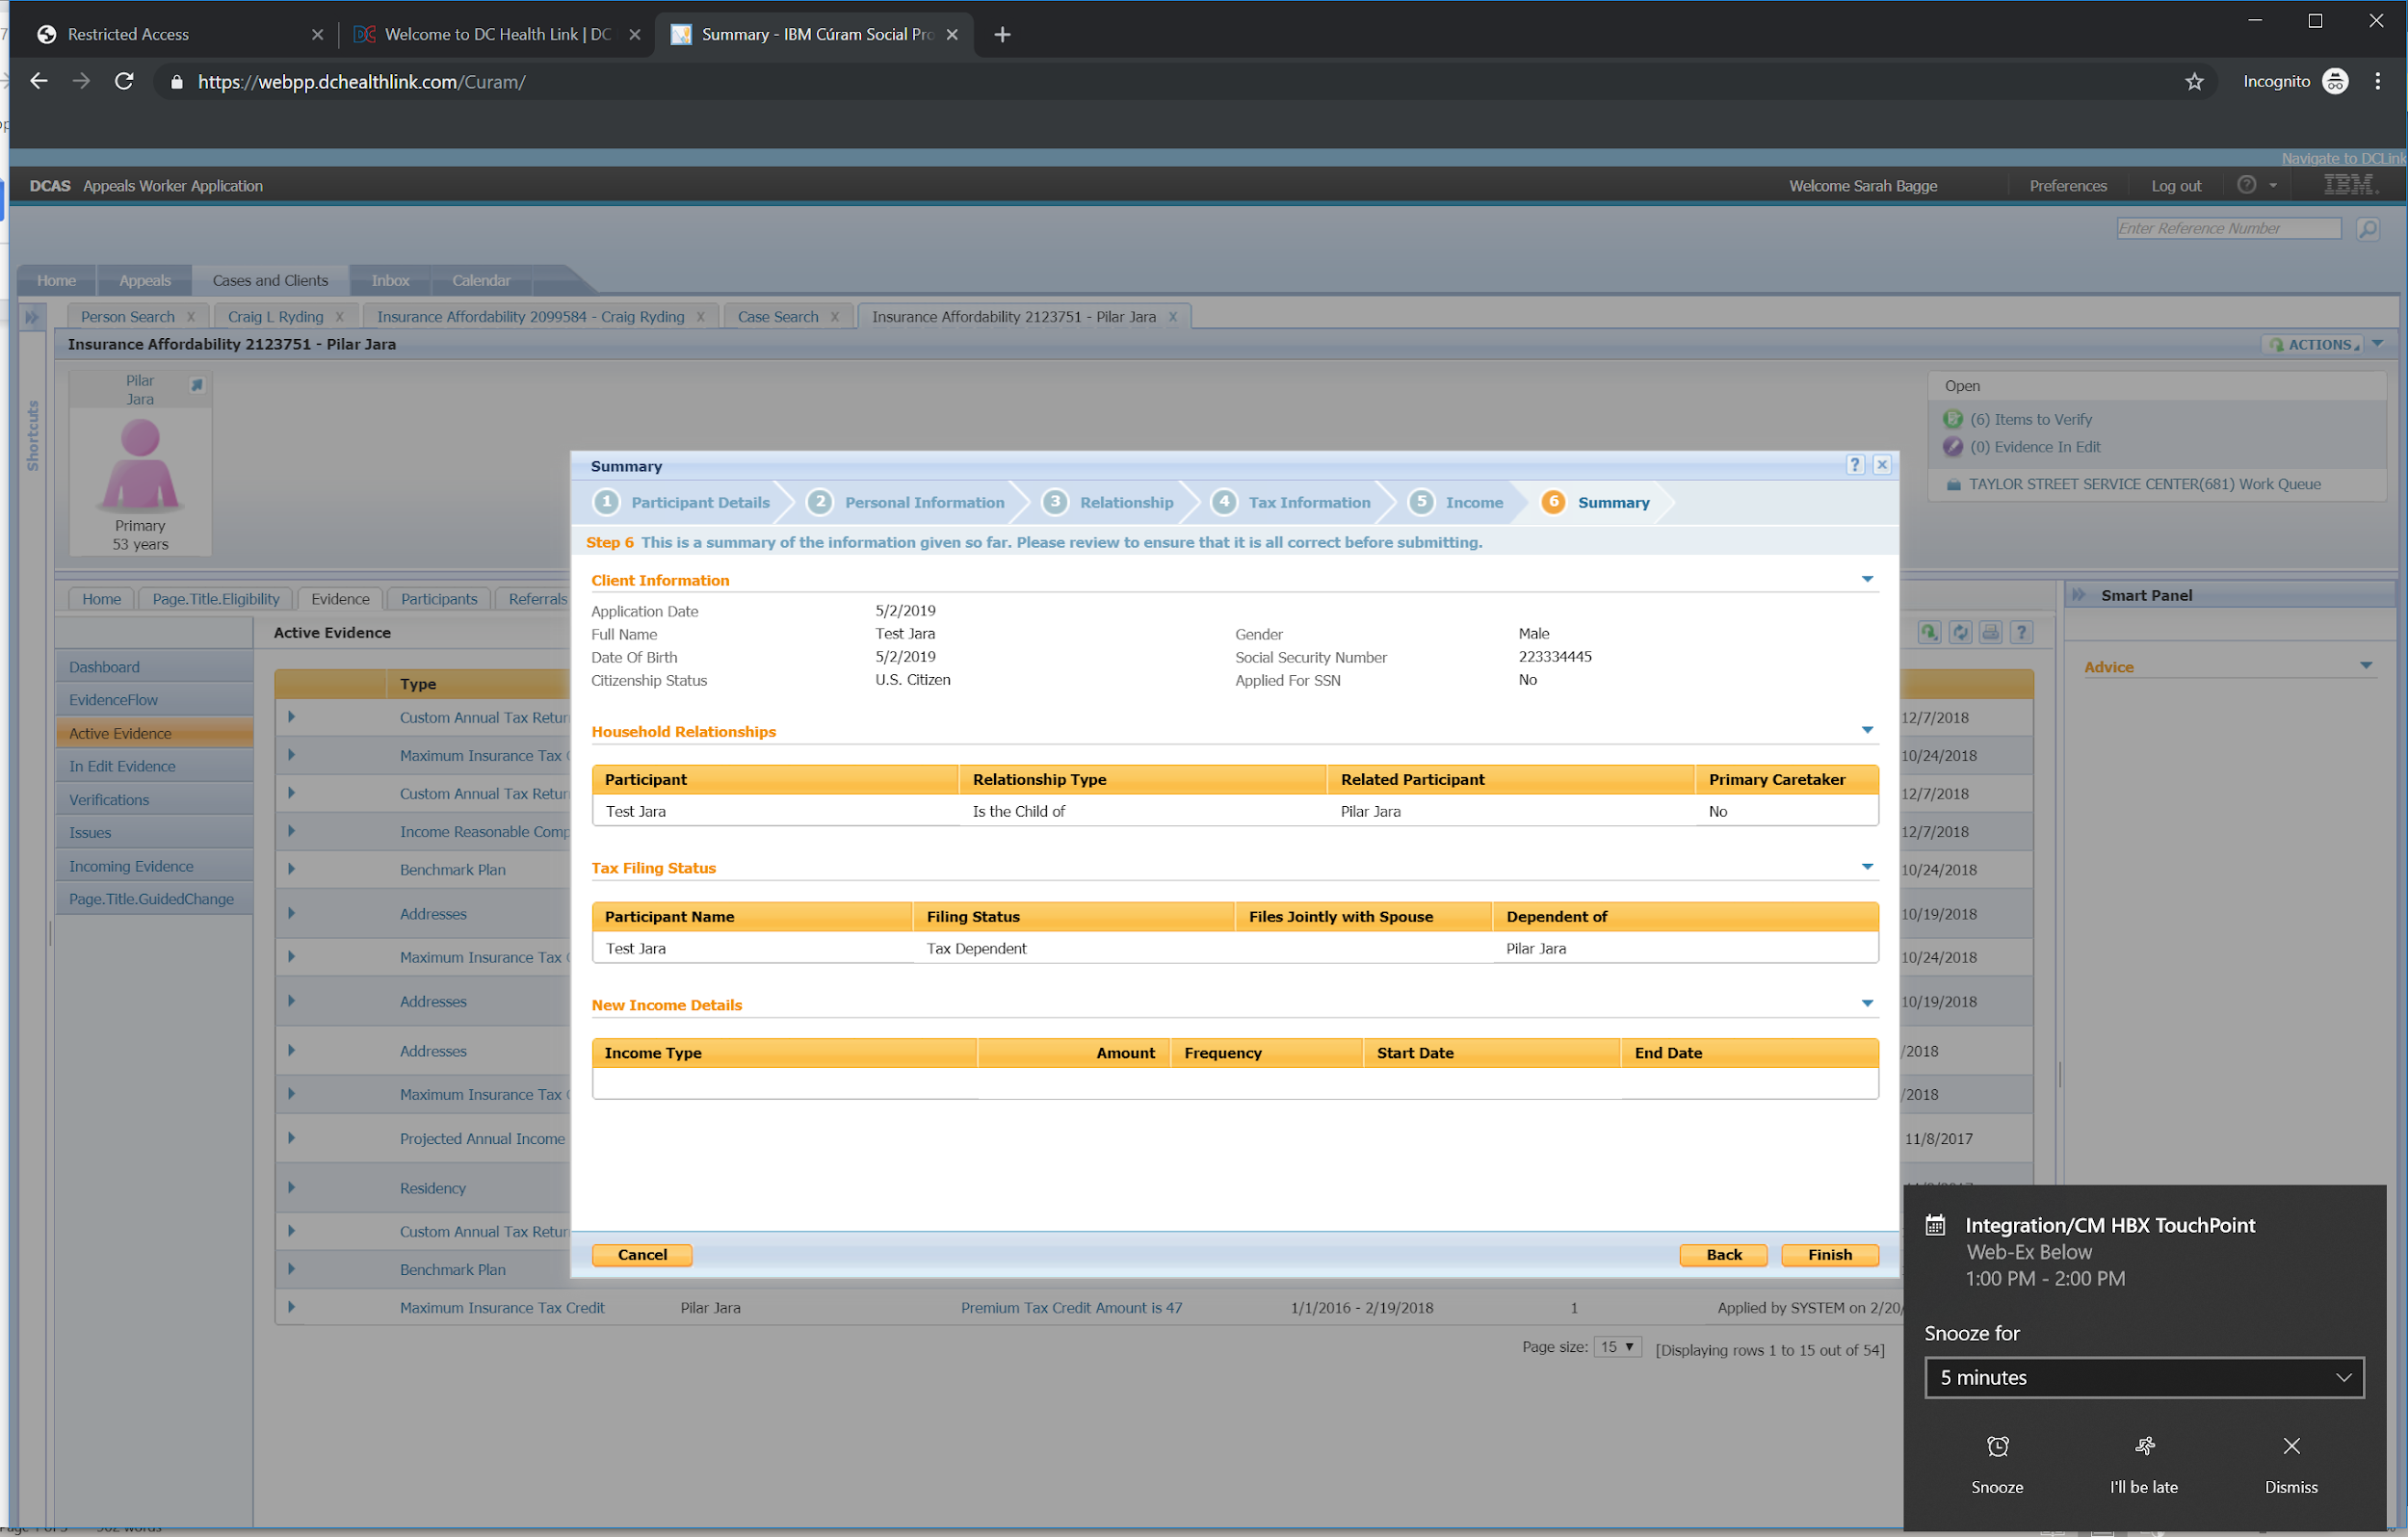 Restricted Access
Welcome to DC Health Link | DC
Summary - IBM Cúram Social Pro
https://webpp.dchealthlink.com/Curam/
Incognito
Navigate to DCLink
DCAS Appeals Worker Application
Welcome Sarah Bagge
Preferences
Log out
IBM.
Enter Reference Number
Home
Appeals
Cases and Clients
Inbox
Calendar
Person Search X
Craig L Ryding X
Insurance Affordability 2099584 - Craig Ryding X
Case Search X
Insurance Affordability 2123751 - Pilar Jara X
Insurance Affordability 2123751 - Pilar Jara
ACTIONS
Shortcuts
Pilar
Jara
Primary
53 years
Open
(6) Items to Verify
(0) Evidence In Edit
TAYLOR STREET SERVICE CENTER(681) Work Queue
Home
Page.Title.Eligibility
Evidence
Participants
Referrals
Smart Panel
Advice
Active Evidence
Dashboard
EvidenceFlow
Active Evidence
In Edit Evidence
Verifications
Issues
Incoming Evidence
Page.Title.GuidedChange
Type
Custom Annual Tax Retur
12/7/2018
Maximum Insurance Tax
10/24/2018
Custom Annual Tax Retur
12/7/2018
Income Reasonable Comp
12/7/2018
Benchmark Plan
10/24/2018
Addresses
10/19/2018
Maximum Insurance Tax
10/24/2018
Addresses
10/19/2018
Addresses
/2018
Maximum Insurance Tax
/2018
Projected Annual Income
11/8/2017
Residency
Custom Annual Tax Retur
Benchmark Plan
Maximum Insurance Tax Credit Pilar Jara Premium Tax Credit Amount is 47 1/1/2016 - 2/19/2018 1 Applied by SYSTEM on 2/20/
Page size: 15 [Displaying rows 1 to 15 out of 54]
Summary
1 Participant Details
2 Personal Information
3 Relationship
4 Tax Information
5 Income
6 Summary
Step 6 This is a summary of the information given so far. Please review to ensure that it is all correct before submitting.
Client Information
Application Date 5/2/2019
Full Name Test Jara Gender Male
Date Of Birth 5/2/2019 Social Security Number 223334445
Citizenship Status U.S. Citizen Applied For SSN No
Household Relationships
Participant Relationship Type Related Participant Primary Caretaker
Test Jara Is the Child of Pilar Jara No
Tax Filing Status
Participant Name Filing Status Files Jointly with Spouse Dependent of
Test Jara Tax Dependent Pilar Jara
New Income Details
Income Type Amount Frequency Start Date End Date
Cancel
Back
Finish
Integration/CM HBX TouchPoint
Web-Ex Below
1:00 PM - 2:00 PM
Snooze for
5 minutes
Snooze
I'll be late
Dismiss